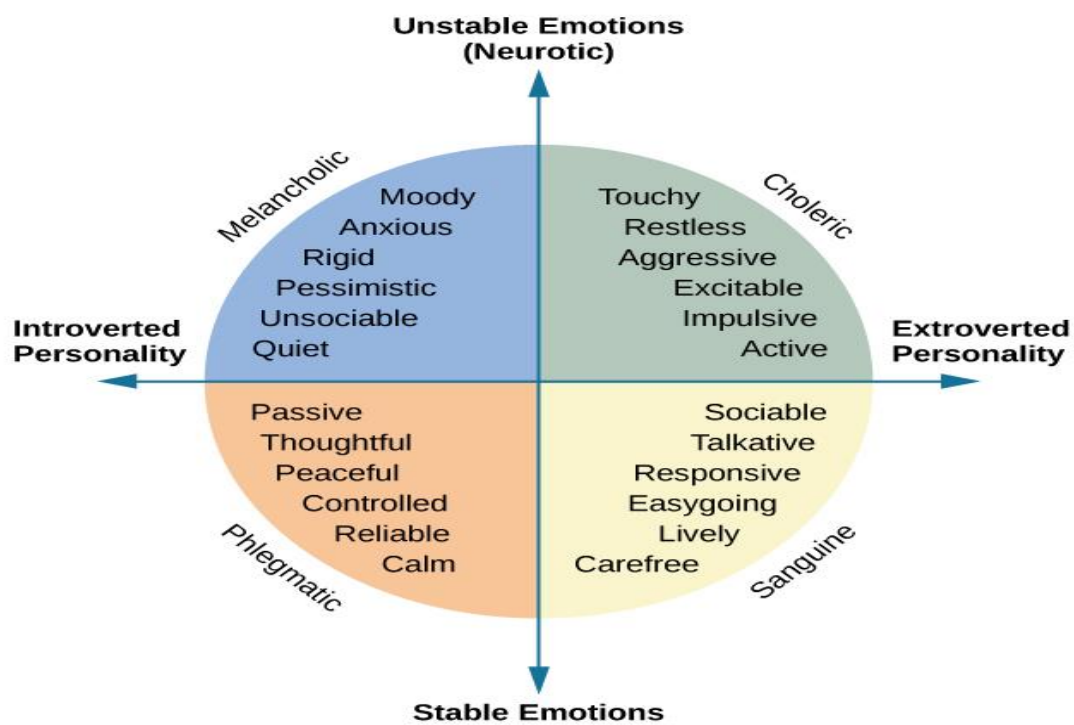 Unstable Emotions
(Neurotic)
Melancholic
Choleric
Moody
Anxious
Rigid
Pessimistic
Unsociable
Quiet
Touchy
Restless
Aggressive
Excitable
Impulsive
Active
Introverted
Personality
Extroverted
Personality
Passive
Thoughtful
Peaceful
Controlled
Reliable
Calm
Sociable
Talkative
Responsive
Easygoing
Lively
Carefree
Phlegmatic
Sanguine
Stable Emotions